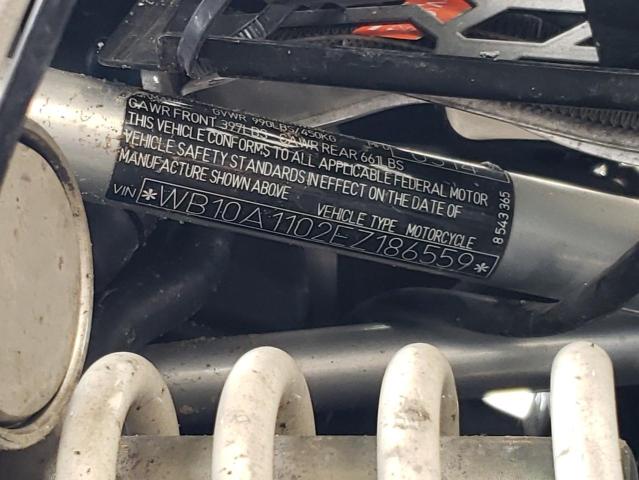 GVWR 990LBS/450KG
GAWR FRONT 397LBS GAWR REAR 661LBS
THIS VEHICLE CONFORMS TO ALL APPLICABLE FEDERAL MOTOR
VEHICLE SAFETY STANDARDS IN EFFECT ON THE DATE OF
MANUFACTURE SHOWN ABOVE
VEHICLE TYPE MOTORCYCLE
VIN *WB10A1102EZ186559*
8 543 365